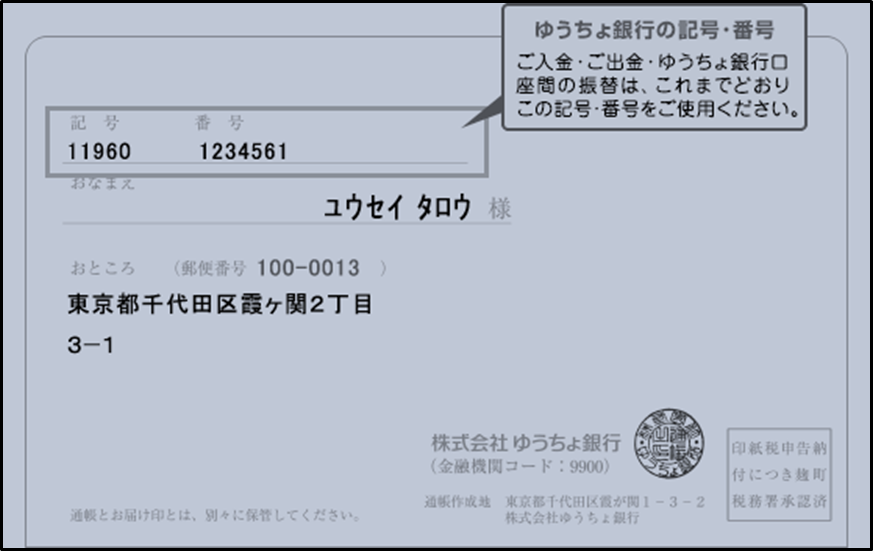 ゆうちょ銀行の記号・番号
ご入金・ご出金・ゆうちょ銀行口
座間の振替は、これまでどおり
この記号・番号をご使用ください。
記 号 番 号
11960 1234561
おなまえ
ユウセイ タロウ 様
おところ （郵便番号 100-0013 ）
東京都千代田区霞ヶ関2丁目
3－1
株式会社 ゆうちょ銀行
（金融機関コード：9900）
印紙税申告納
付につき麹町
税務署承認済
通帳作成地 東京都千代田区霞が関1－3－2
株式会社ゆうちょ銀行
通帳とお届け印とは、別々に保管してください。